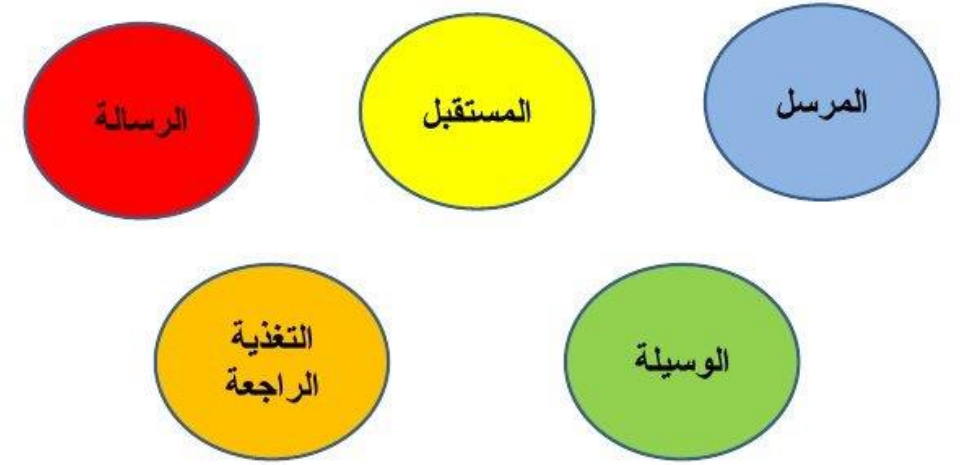 المرسل
المستقبل
الرسالة
الوسيلة
التغذية
الراجعة